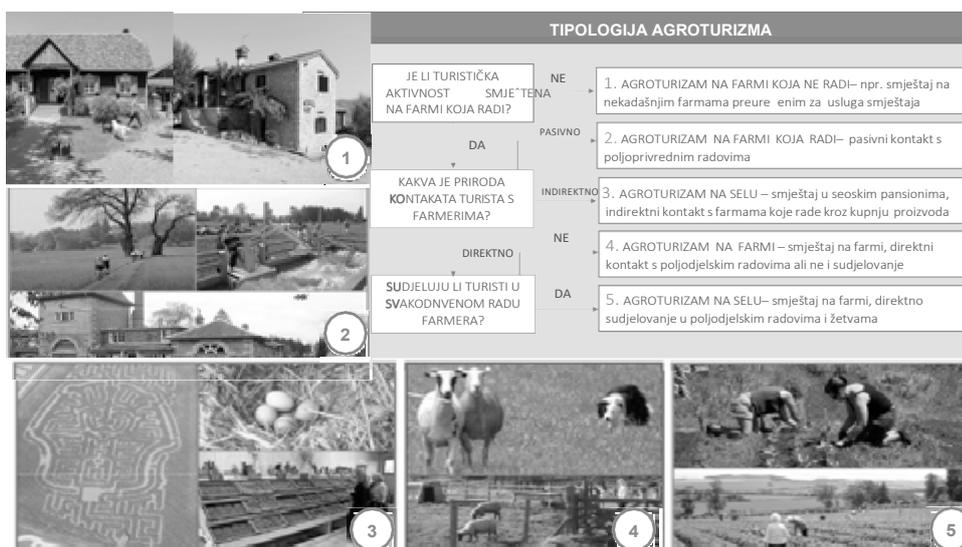 TIPOLOGIJA AGROTURIZMA
JE LI TURISTIČKA
AKTIVNOST SMJEˇTENA
NA FARMI KOJA RADI?
NE
1. AGROTURIZAM NA FARMI KOJA NE RADI– npr. smještaj na
nekadašnjim farmama preure enim za usluga smještaja
DA
PASIVNO
2. AGROTURIZAM NA FARMI KOJA RADI– pasivni kontakt s
poljoprivrednim radovima
KAKVA JE PRIRODA
KONTAKATA TURISTA S
FARMERIMA?
INDIREKTNO
3. AGROTURIZAM NA SELU – smještaj u seoskim pansionima,
indirektni kontakt s farmama koje rade kroz kupnju proizvoda
DIREKTNO
NE
4. AGROTURIZAM NA FARMI – smještaj na farmi, direktni
kontakt s poljodjelskim radovima ali ne i sudjelovanje
SUDJELUJU LI TURISTI U
SVAKODNVENOM RADU
FARMERA?
DA
5. AGROTURIZAM NA SELU– smještaj na farmi, direktno
sudjelovanje u poljodjelskim radovima i žetvama
1
2
3
4
5